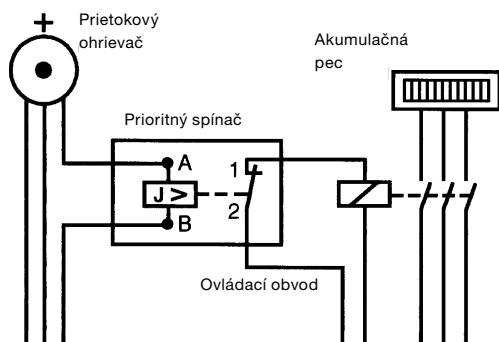 +
Prietokový
ohrievač
Akumulačná
pec
Prioritný spínač
A
1
J >
2
B
Ovládací obvod